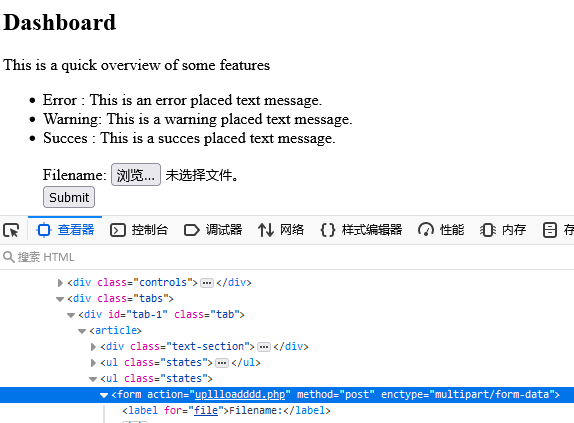 Dashboard
This is a quick overview of some features
Error : This is an error placed text message.
Warning: This is a warning placed text message.
Succes : This is a succes placed text message.
Filename: 浏览... 未选择文件。
Submit
查看器 控制台 调试器 网络 样式编辑器 性能 内存 存
搜索 HTML
<div class="controls">⋯</div>
<div class="tabs">
<div id="tab-1" class="tab">
<article>
<div class="text-section">⋯</div>
<ul class="states">⋯</ul>
<ul class="states">
<form action="upllloadddd.php" method="post" enctype="multipart/form-data">
<label for="file">Filename:</label>